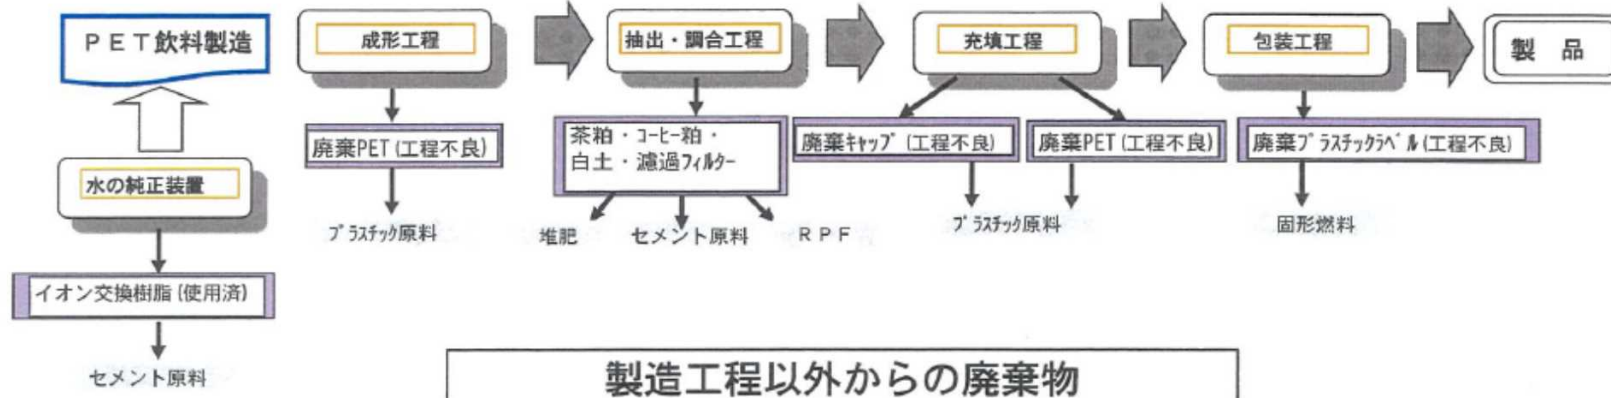 PET飲料製造
成形工程
抽出・調合工程
充填工程
包装工程
製 品
廃棄PET(工程不良)
茶粕・コーヒー粕・
白土・濾過フィルター
廃棄キャップ(工程不良)
廃棄PET(工程不良)
廃棄プラスチックラベル(工程不良)
水の純正装置
プラスチック原料
堆肥
セメント原料
RPF
プラスチック原料
固形燃料
イオン交換樹脂(使用済)
セメント原料
製造工程以外からの廃棄物